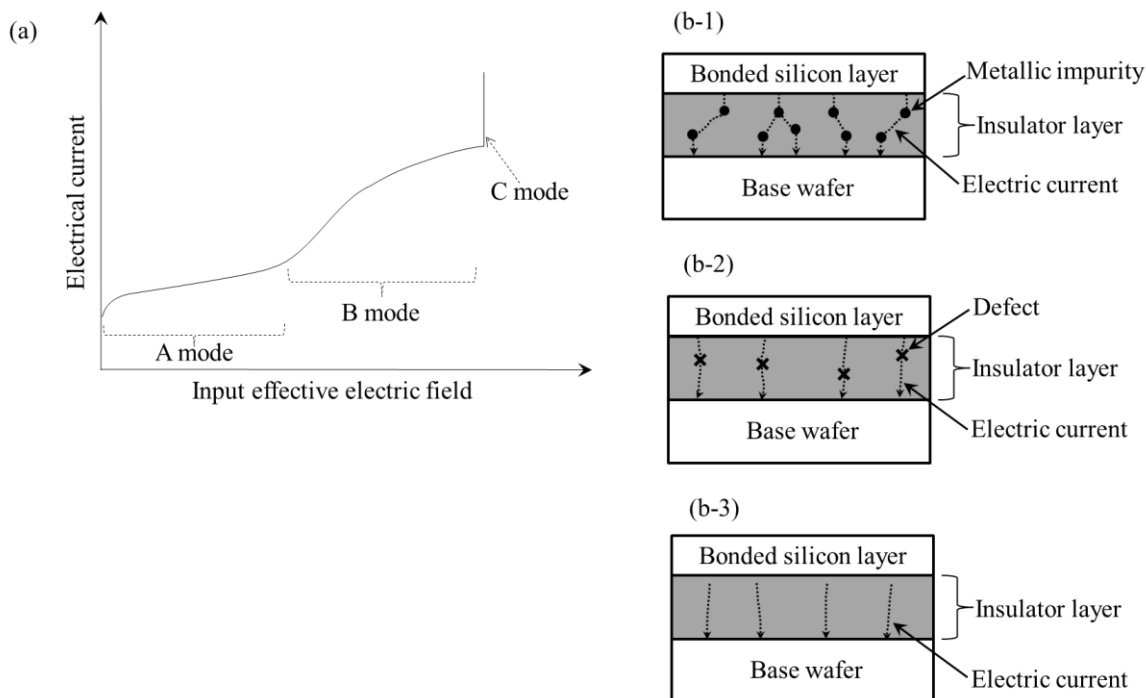 (a)
Electrical current
A mode
B mode
C mode
Input effective electric field
(b-1)
Bonded silicon layer
Metallic impurity
Insulator layer
Electric current
Base wafer
(b-2)
Bonded silicon layer
Defect
Insulator layer
Electric current
Base wafer
(b-3)
Bonded silicon layer
Insulator layer
Electric current
Base wafer